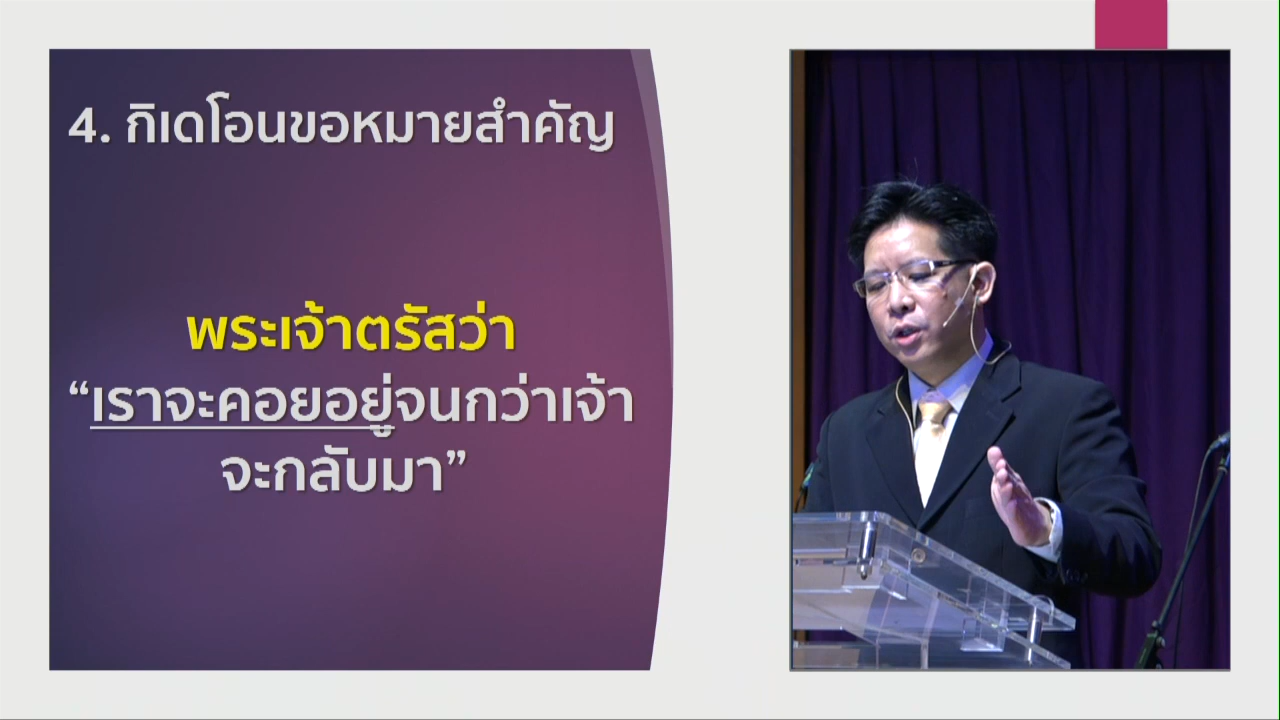 4. กิเดโอนขอหมายสำคัญ
พระเจ้าตรัสว่า
“เราจะคอยอยู่จนกว่าเจ้า
จะกลับมา”